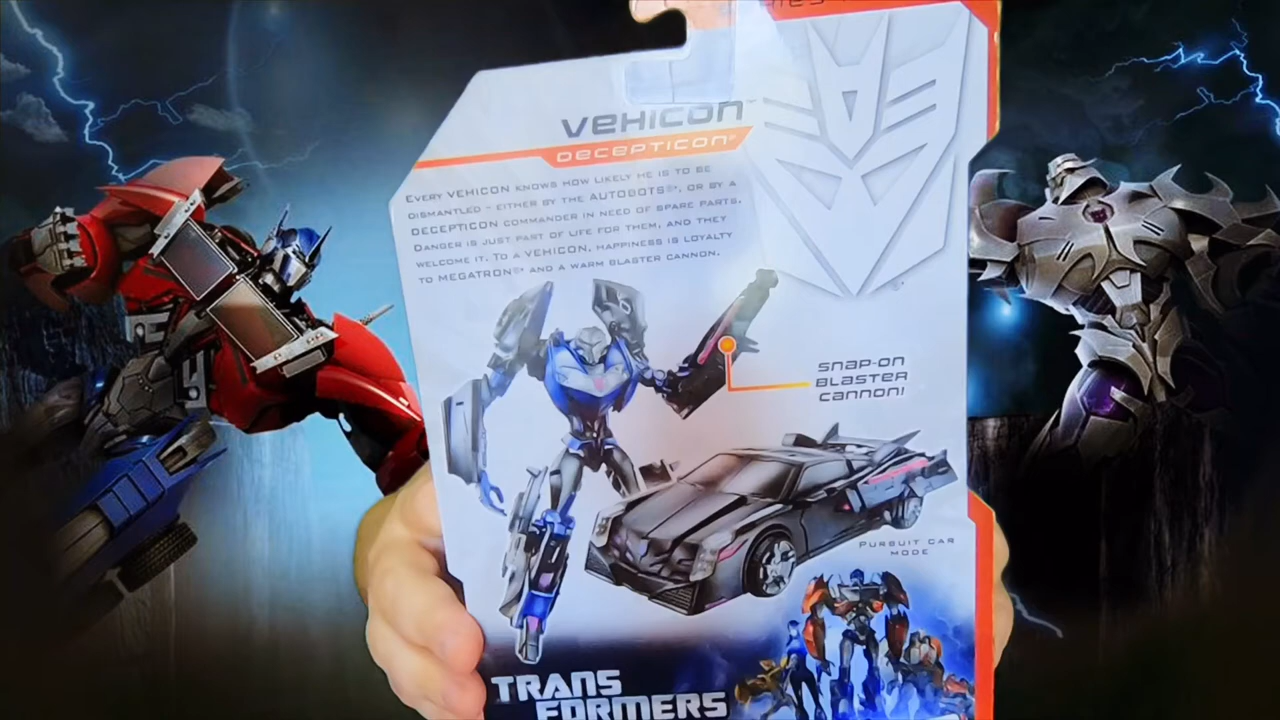 VEHICON™
DECEPTICON®
EVERY VEHICON KNOWS HOW LIKELY HE IS TO BE
DISMANTLED - EITHER BY THE AUTOBOTS®, OR BY A
DECEPTICON COMMANDER IN NEED OF SPARE PARTS.
DANGER IS JUST PART OF LIFE FOR THEM, AND THEY
WELCOME IT. TO A VEHICON, HAPPINESS IS LOYALTY
TO MEGATRON® AND A WARM BLASTER CANNON.
SNAP-ON
BLASTER
CANNON!
PURSUIT CAR
MODE
TRANS
FORMERS